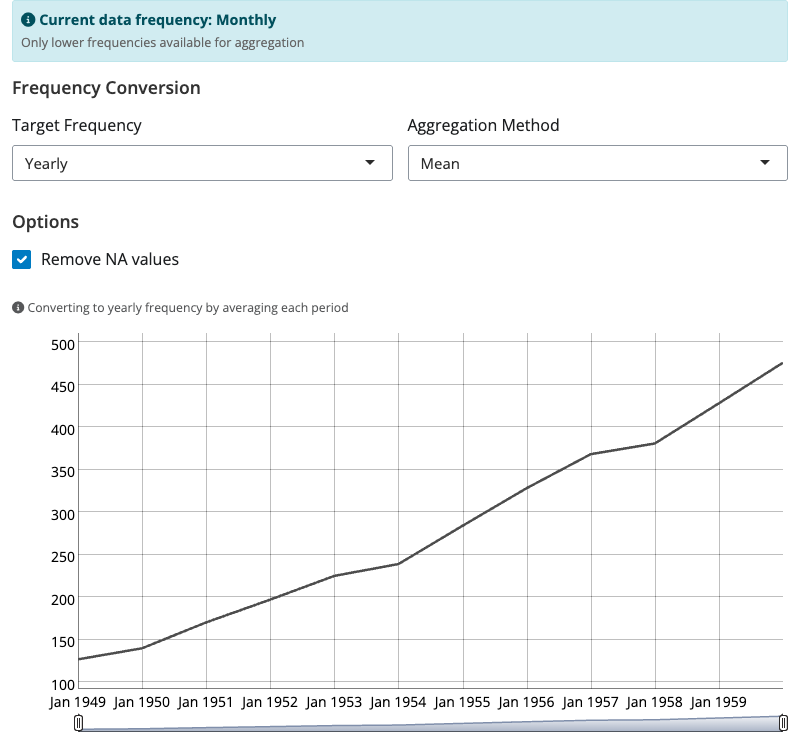 Current data frequency: Monthly
Only lower frequencies available for aggregation
Frequency Conversion
Target Frequency Aggregation Method
Yearly Mean
Options
Remove NA values
Converting to yearly frequency by averaging each period
500
450
400
350
300
250
200
150
100
Jan 1949 Jan 1950 Jan 1951 Jan 1952 Jan 1953 Jan 1954 Jan 1955 Jan 1956 Jan 1957 Jan 1958 Jan 1959